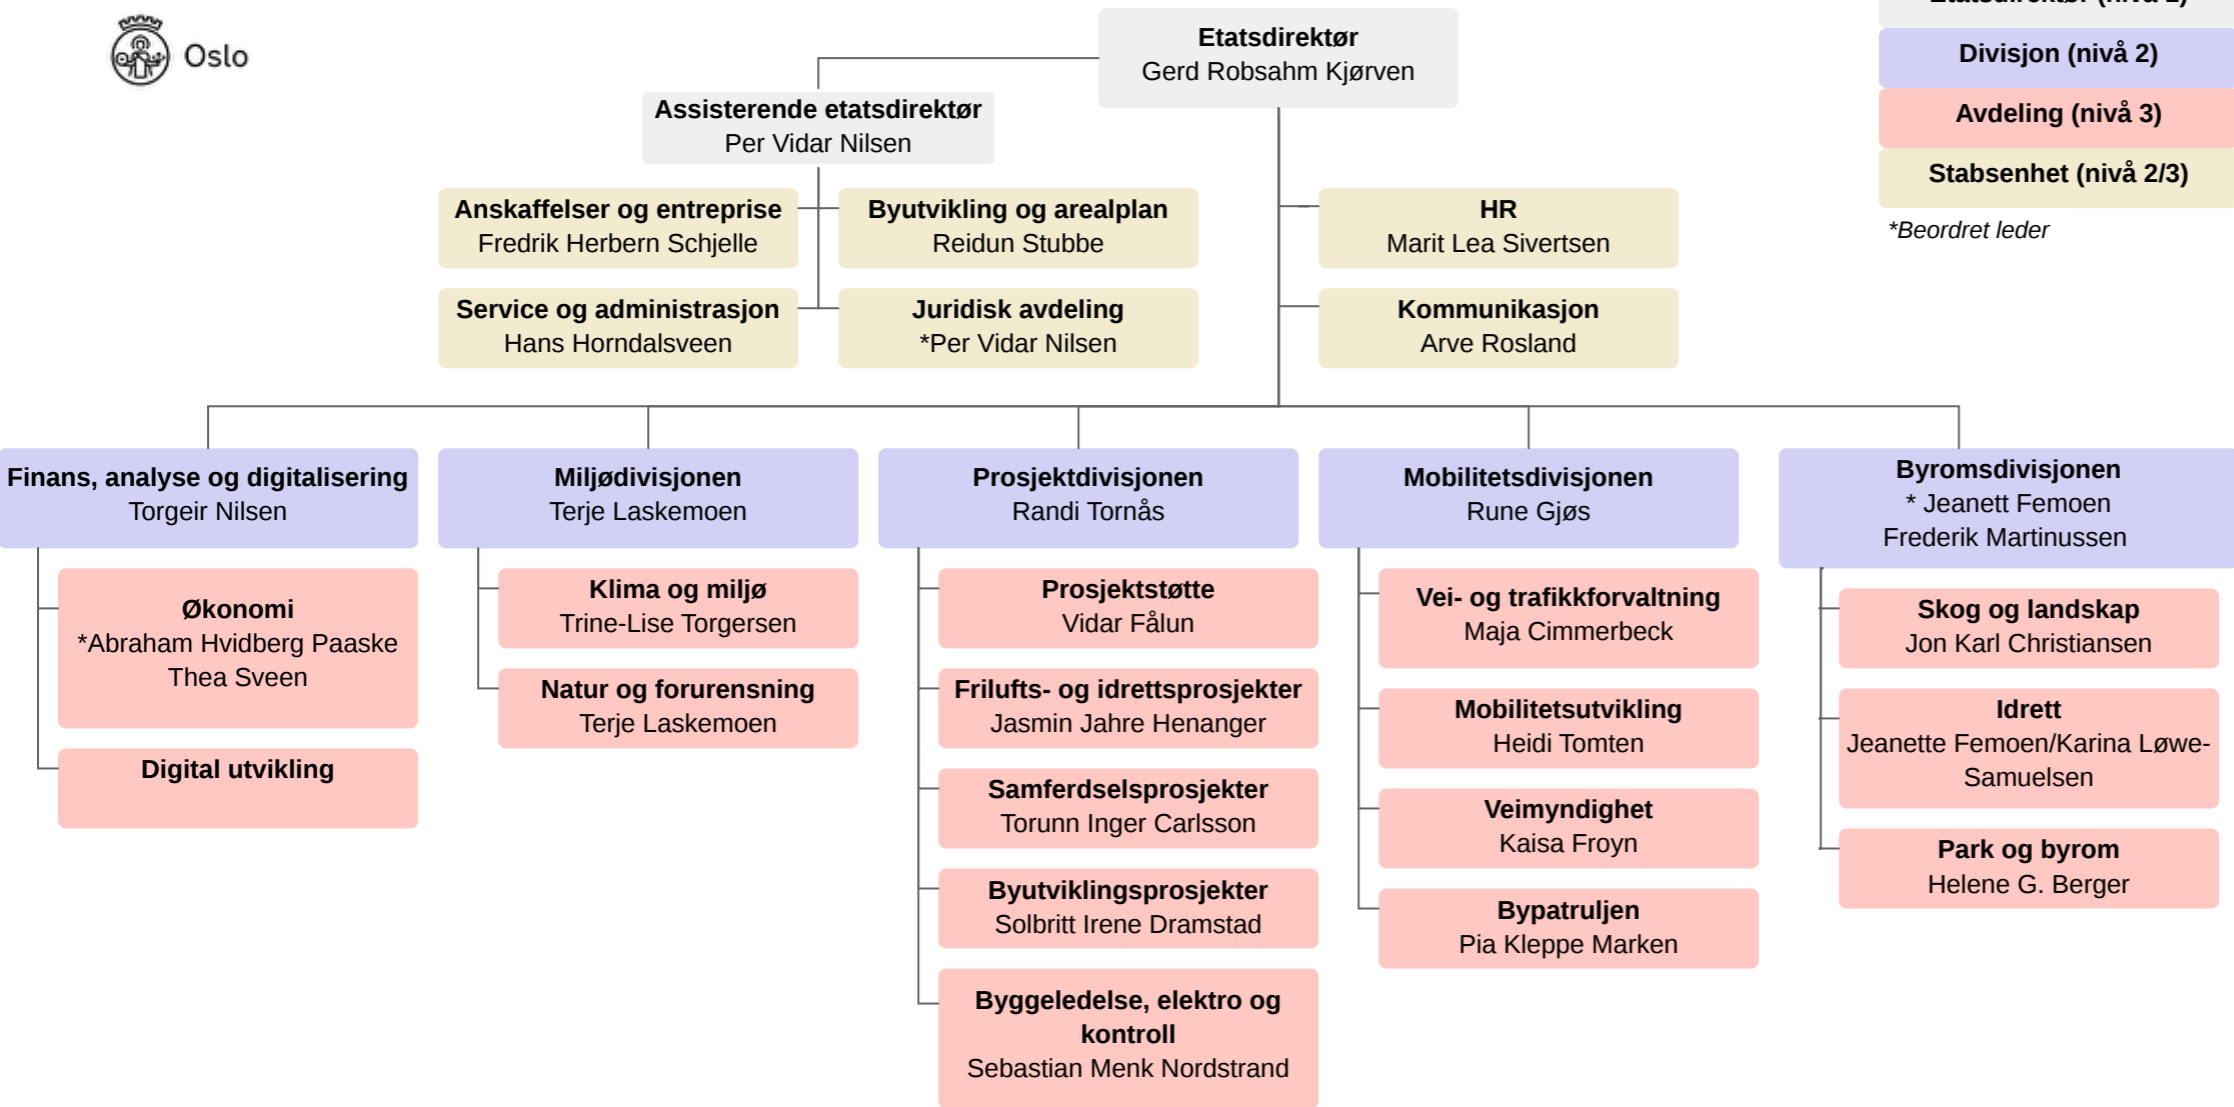 Oslo
Etatsdirektør (nivå 1)
Divisjon (nivå 2)
Avdeling (nivå 3)
Stabsenhet (nivå 2/3)
*Beordret leder
Etatsdirektør
Gerd Robsahm Kjørven
Assisterende etatsdirektør
Per Vidar Nilsen
Anskaffelser og entreprise
Fredrik Herbern Schjelle
Byutvikling og arealplan
Reidun Stubbe
HR
Marit Lea Sivertsen
Service og administrasjon
Hans Horndalsveen
Juridisk avdeling
*Per Vidar Nilsen
Kommunikasjon
Arve Rosland
Finans, analyse og digitalisering
Torgeir Nilsen
Økonomi
*Abraham Hvidberg Paaske
Thea Sveen
Digital utvikling
Miljødivisjonen
Terje Laskemoen
Klima og miljø
Trine-Lise Torgersen
Natur og forurensning
Terje Laskemoen
Prosjektdivisjonen
Randi Tornås
Prosjektstøtte
Vidar Fålun
Frilufts- og idrettsprosjekter
Jasmin Jahre Henanger
Samferdselsprosjekter
Torunn Inger Carlsson
Byutviklingsprosjekter
Solbritt Irene Dramstad
Byggeledelse, elektro og
kontroll
Sebastian Menk Nordstrand
Mobilitetsdivisjonen
Rune Gjøs
Vei- og trafikkforvaltning
Maja Cimmerbeck
Mobilitetsutvikling
Heidi Tomten
Veimyndighet
Kaisa Froyn
Bypatruljen
Pia Kleppe Marken
Byromsdivisjonen
* Jeanett Femoen
Frederik Martinussen
Skog og landskap
Jon Karl Christiansen
Idrett
Jeanette Femoen/Karina Løwe-
Samuelsen
Park og byrom
Helene G. Berger